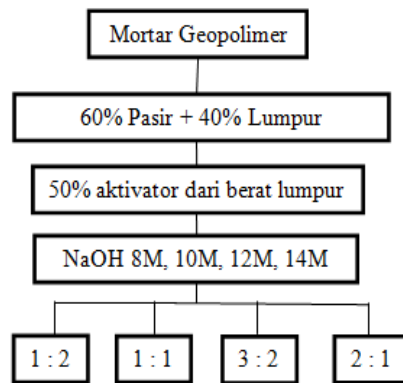 Mortar Geopolimer
60% Pasir + 40% Lumpur
50% aktivator dari berat lumpur
NaOH 8M, 10M, 12M, 14M
1 : 2
1 : 1
3 : 2
2 : 1